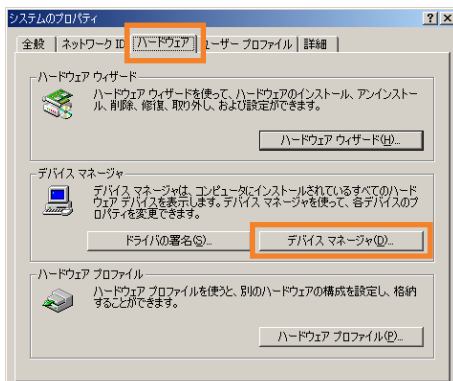 システムのプロパティ
全般 ネットワーク ID ハードウェア ユーザー プロファイル 詳細
ハードウェア ウィザード
ハードウェア ウィザードを使って、ハードウェアのインストール、アンインストー
ル、削除、修復、取り外し、および設定ができます。
ハードウェア ウィザード(H)...
デバイス マネージャ
デバイス マネージャは、コンピュータにインストールされているすべてのハード
ウェア デバイスを表示します。デバイス マネージャを使って、各デバイスのプ
ロパティを変更できます。
ドライバの署名(S)... デバイス マネージャ(D)...
ハードウェア プロファイル
ハードウェア プロファイルを使うと、別のハードウェアの構成を設定し、格納
することができます。
ハードウェア プロファイル(P)...